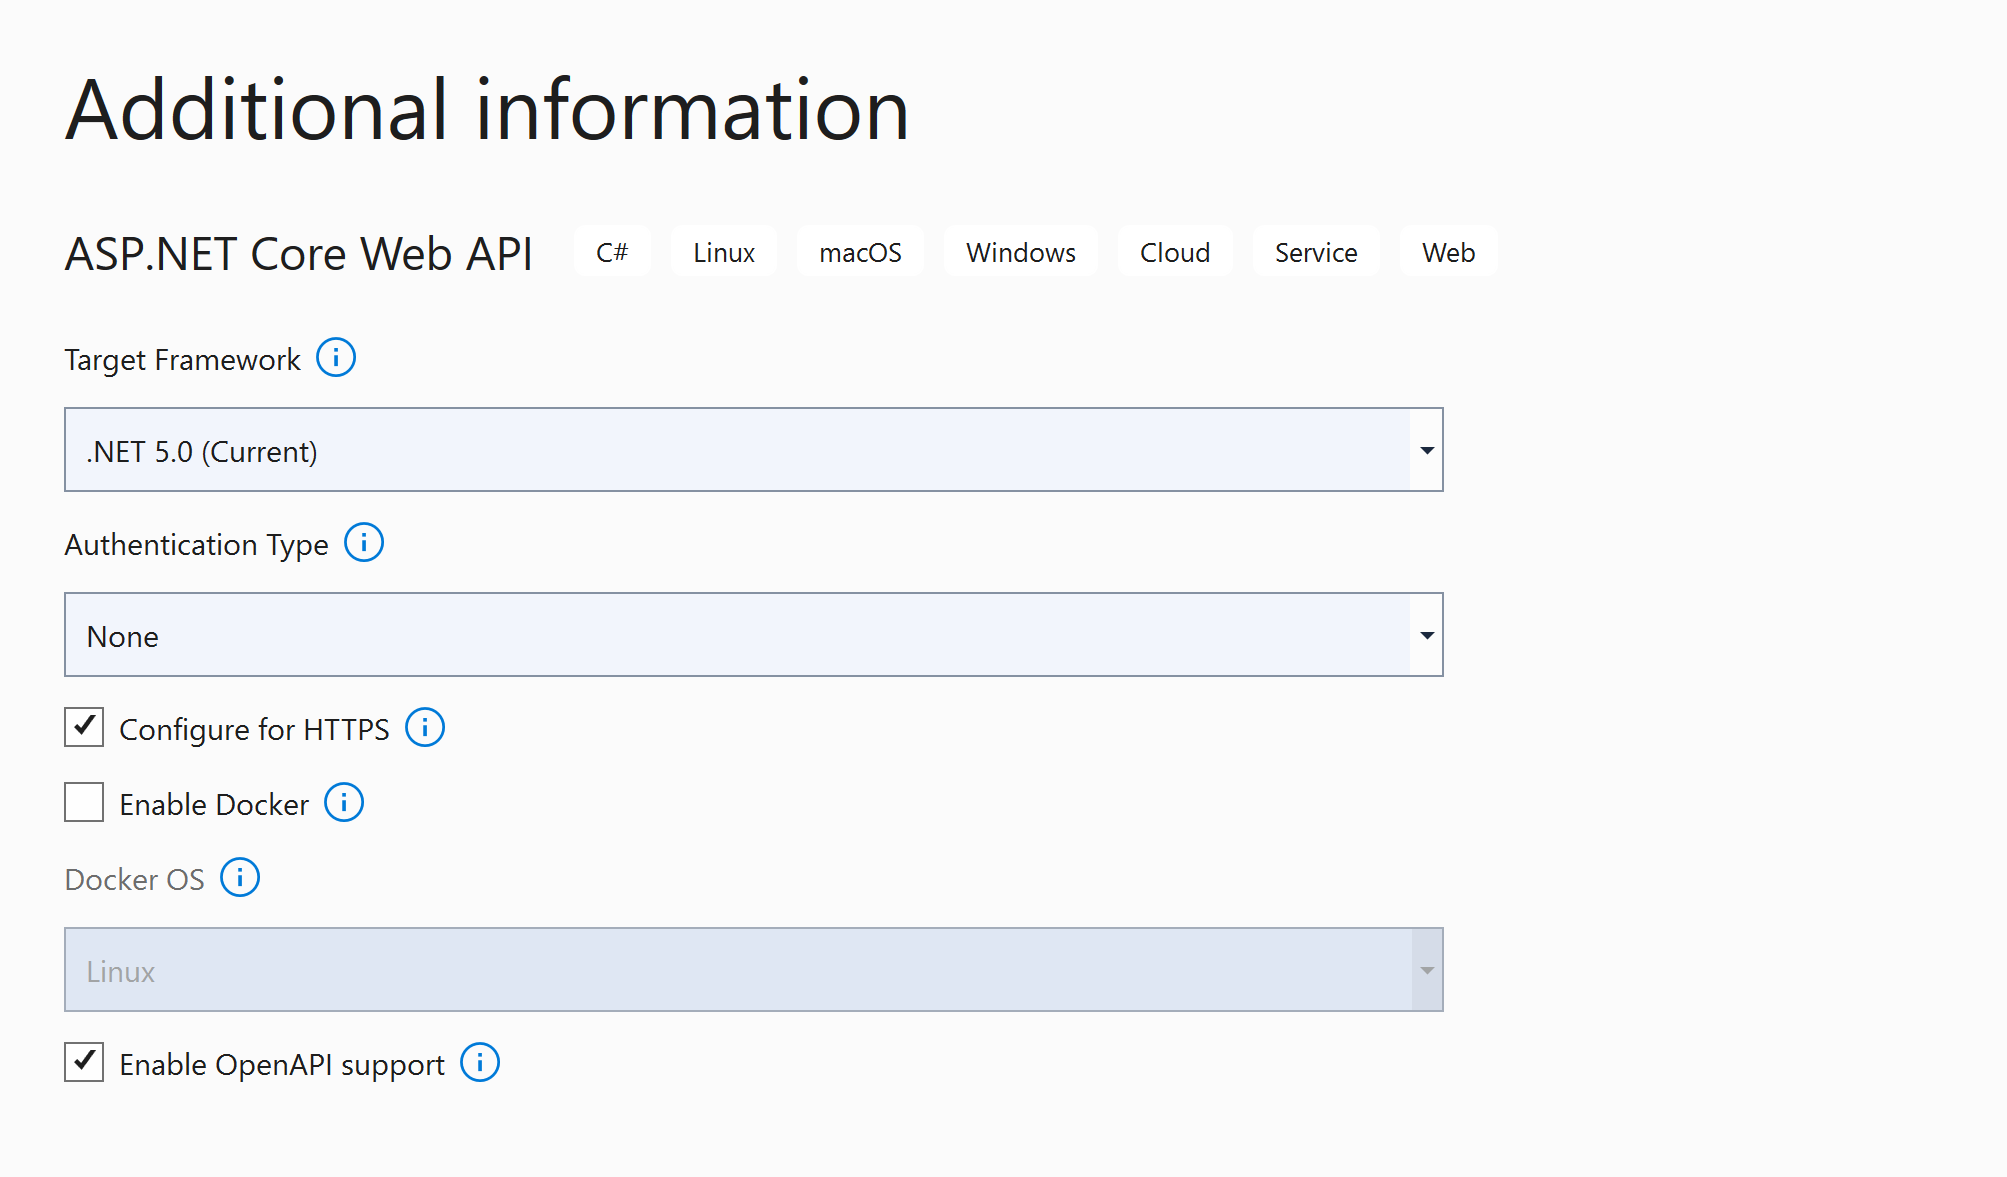 Additional information
ASP.NET Core Web API C# Linux macOS Windows Cloud Service Web
Target Framework
.NET 5.0 (Current)
Authentication Type
None
Configure for HTTPS
Enable Docker
Docker OS
Linux
Enable OpenAPI support